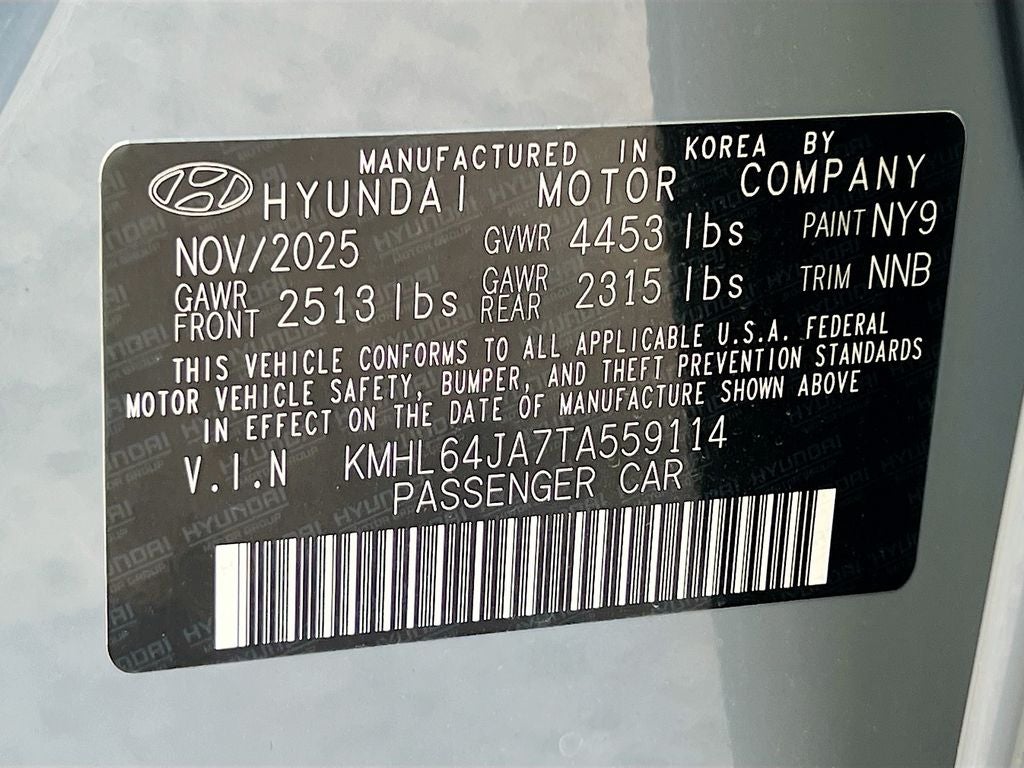 MANUFACTURED IN KOREA BY
HYUNDAI MOTOR COMPANY
NOV/2025 GVWR 4453 lbs PAINT NY9
GAWR FRONT 2513 lbs GAWR REAR 2315 lbs TRIM NNB
THIS VEHICLE CONFORMS TO ALL APPLICABLE U.S.A. FEDERAL
MOTOR VEHICLE SAFETY, BUMPER, AND THEFT PREVENTION STANDARDS
IN EFFECT ON THE DATE OF MANUFACTURE SHOWN ABOVE
V.I.N KMHL64JA7TA559114
PASSENGER CAR